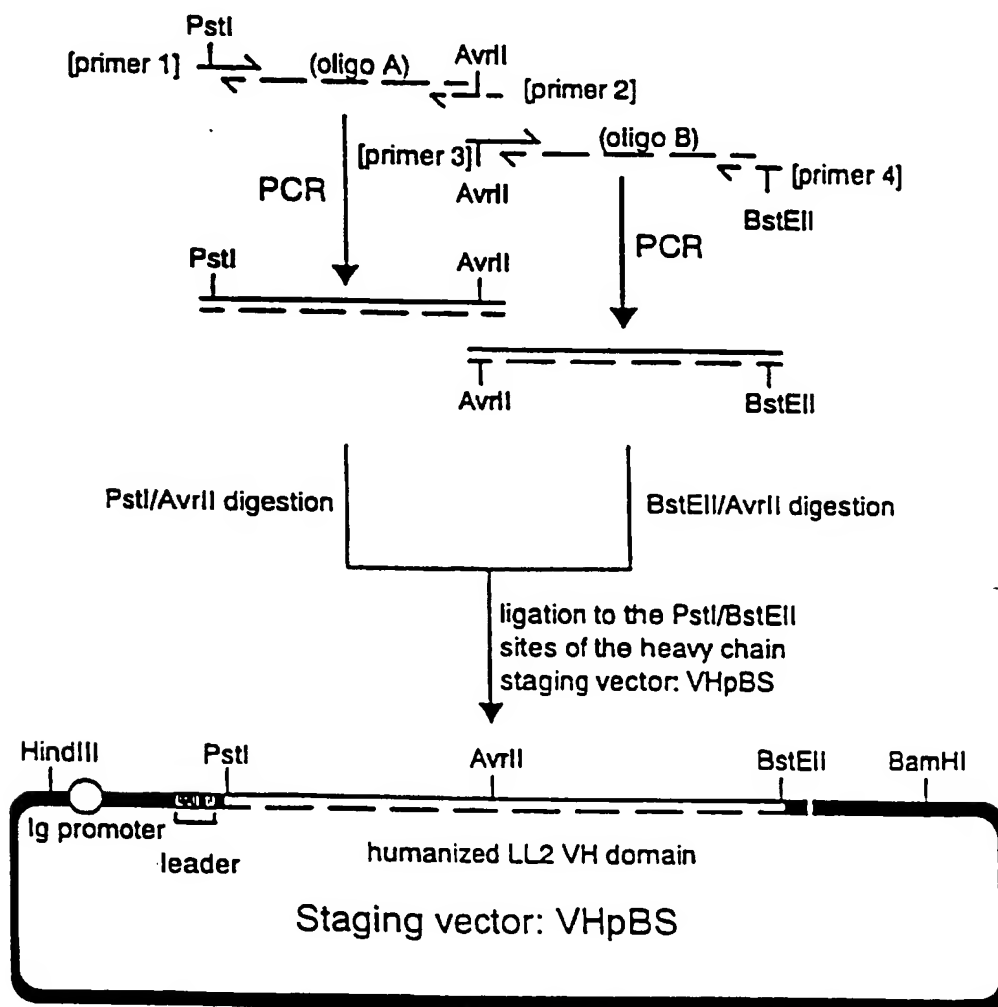 PstI
[primer 1]
(oligo A)
AvrII
[primer 2]
[primer 3]
(oligo B)
[primer 4]
AvrII
BstEII
PCR
PCR
PstI
AvrII
AvrII
BstEII
PstI/AvrII digestion
BstEII/AvrII digestion
ligation to the PstI/BstEII
sites of the heavy chain
staging vector: VHpBS
HindIII
PstI
AvrII
BstEII
BamHI
Ig promoter
leader
humanized LL2 VH domain
Staging vector: VHpBS